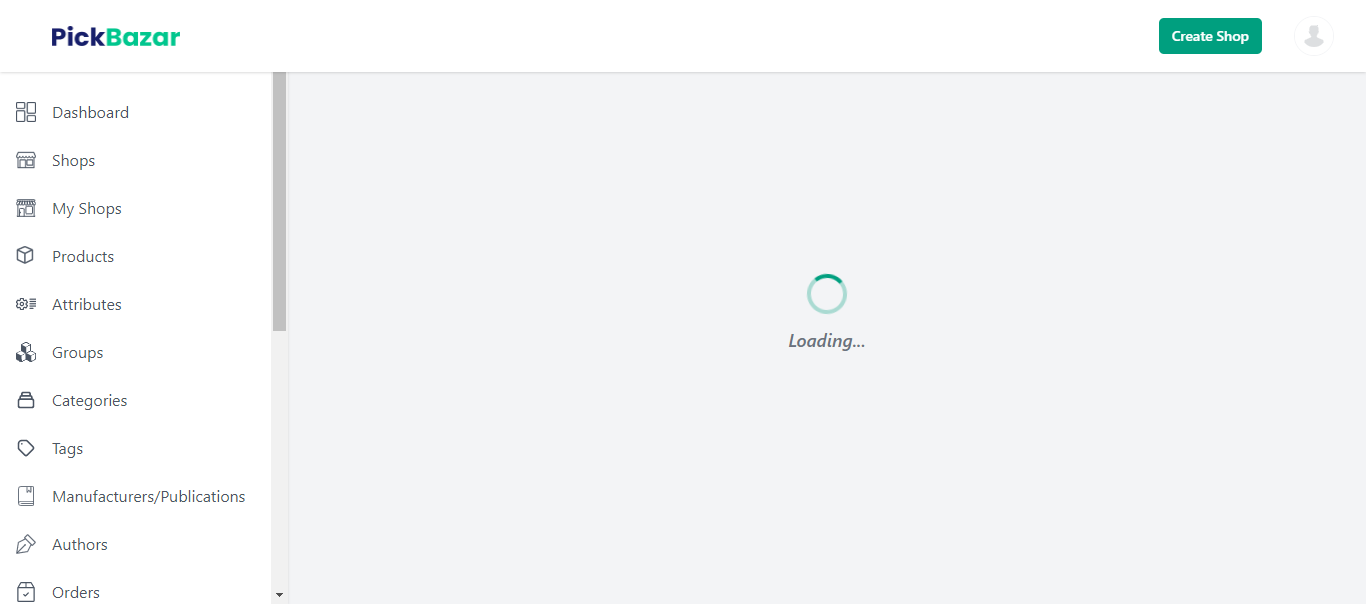 PickBazar
Create Shop
Dashboard
Shops
My Shops
Products
Attributes
Groups
Categories
Tags
Manufacturers/Publications
Authors
Orders
Loading...